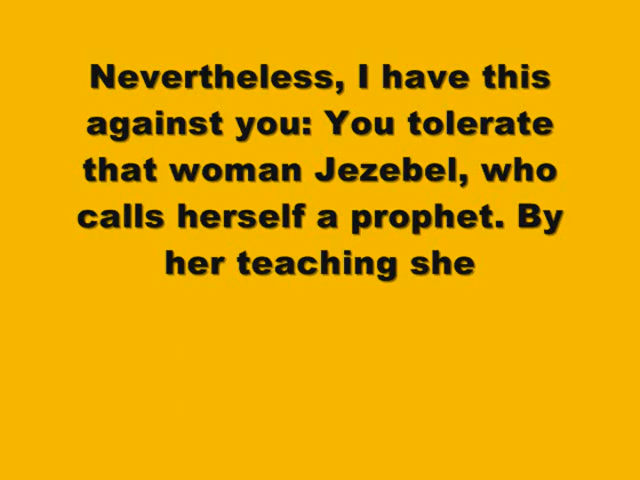 Nevertheless, I have this
against you: You tolerate
that woman Jezebel, who
calls herself a prophet. By
her teaching she